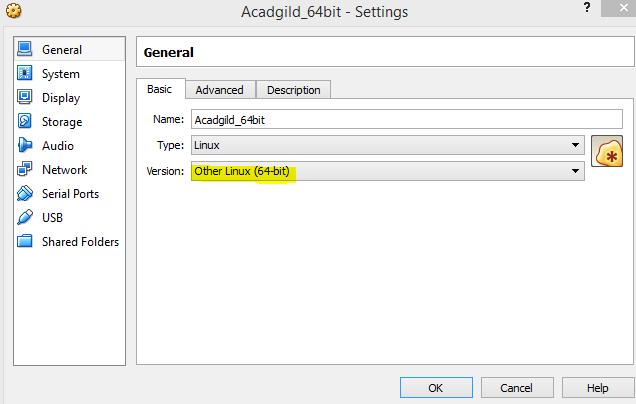 Acadgild_64bit - Settings
?
General
System
Display
Storage
Audio
Network
Serial Ports
USB
Shared Folders
General
Basic Advanced Description
Name: Acadgild_64bit
Type: Linux
Version: Other Linux (64-bit)
OK Cancel Help